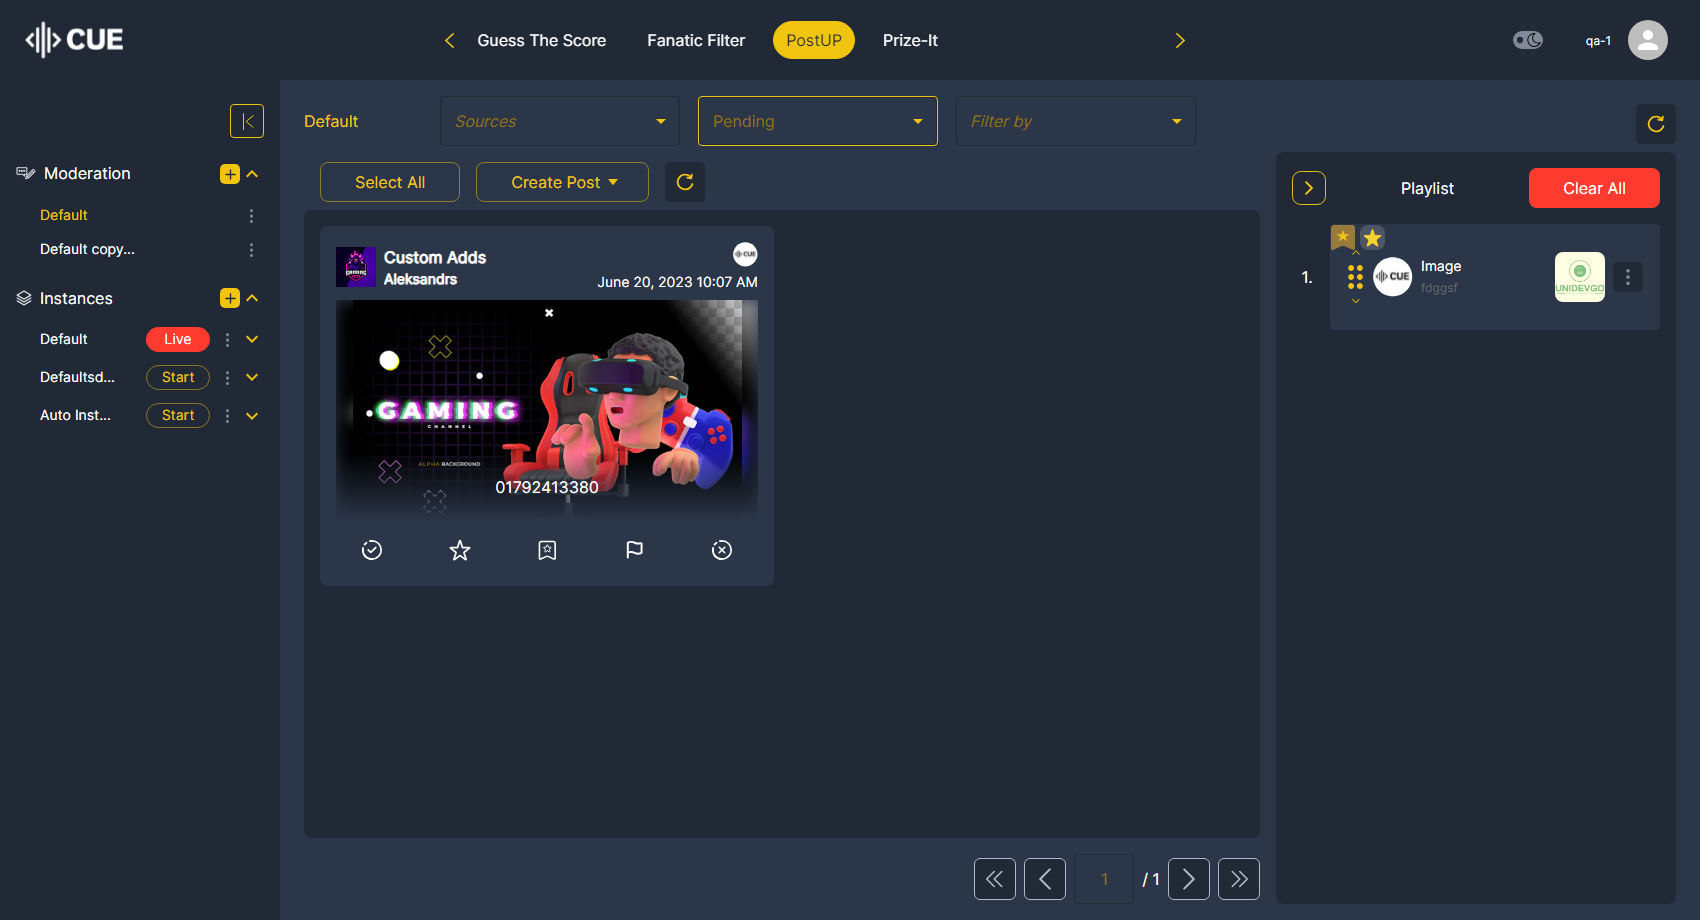 CUE
Guess The Score
Fanatic Filter
PostUP
Prize-It
qa-1
Moderation
Default
Default copy...
Instances
Default
Live
Defaultsd...
Start
Auto Inst...
Start
Default
Sources
Pending
Filter by
Select All
Create Post
GAMING
Custom Adds
Aleksandrs
CUE
June 20, 2023 10:07 AM
GAMING
CHANNEL
ALPHA BACKGROUND
01792413380
1
/ 1
Playlist
Clear All
1.
CUE
Image
fdggsf
UNIDEVGO